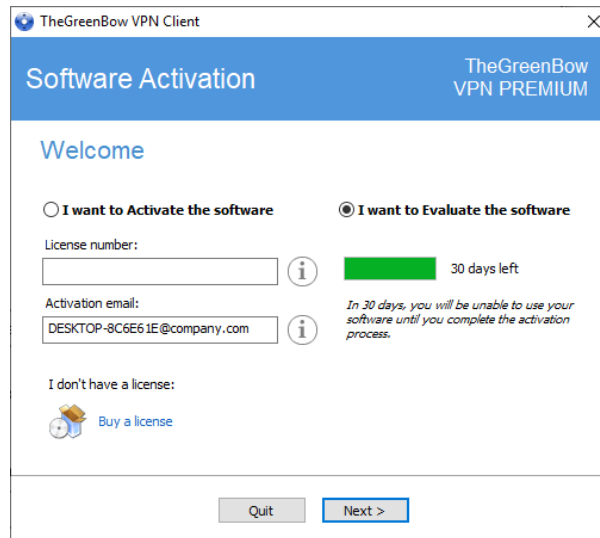 TheGreenBow VPN Client
Software Activation
TheGreenBow
VPN PREMIUM
Welcome
I want to Activate the software
I want to Evaluate the software
License number:
30 days left
Activation email:
DESKTOP-8C6E61E@company.com
In 30 days, you will be unable to use your
software until you complete the activation
process.
I don't have a license:
Buy a license
Quit
Next >